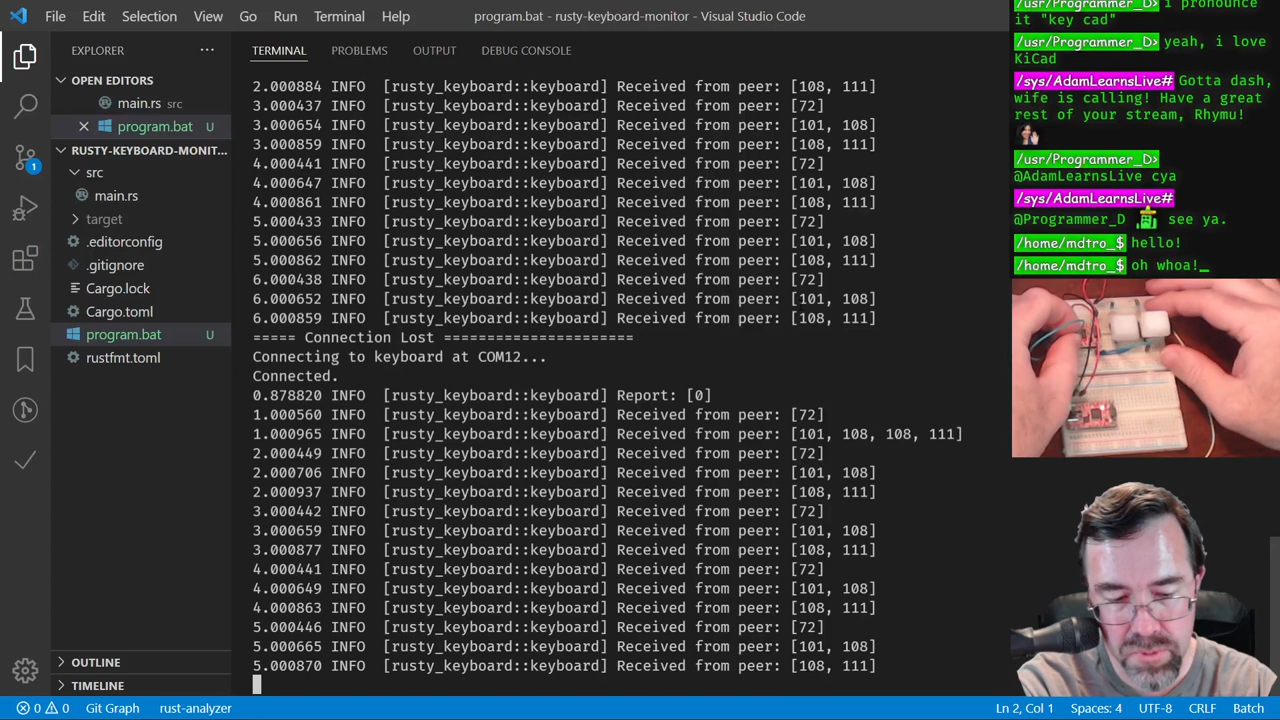 File Edit Selection View Go Run Terminal Help
program.bat - rusty-keyboard-monitor - Visual Studio Code
EXPLORER
OPEN EDITORS
main.rs src
program.bat U
RUSTY-KEYBOARD-MONIT...
src
main.rs
target
.editorconfig
.gitignore
Cargo.lock
Cargo.toml
program.bat U
rustfmt.toml
OUTLINE
TIMELINE
1
TERMINAL PROBLEMS OUTPUT DEBUG CONSOLE
2.000884 INFO [rusty_keyboard::keyboard] Received from peer: [108, 111]
3.000437 INFO [rusty_keyboard::keyboard] Received from peer: [72]
3.000654 INFO [rusty_keyboard::keyboard] Received from peer: [101, 108]
3.000859 INFO [rusty_keyboard::keyboard] Received from peer: [108, 111]
4.000441 INFO [rusty_keyboard::keyboard] Received from peer: [72]
4.000647 INFO [rusty_keyboard::keyboard] Received from peer: [101, 108]
4.000861 INFO [rusty_keyboard::keyboard] Received from peer: [108, 111]
5.000433 INFO [rusty_keyboard::keyboard] Received from peer: [72]
5.000656 INFO [rusty_keyboard::keyboard] Received from peer: [101, 108]
5.000862 INFO [rusty_keyboard::keyboard] Received from peer: [108, 111]
6.000438 INFO [rusty_keyboard::keyboard] Received from peer: [72]
6.000652 INFO [rusty_keyboard::keyboard] Received from peer: [101, 108]
6.000859 INFO [rusty_keyboard::keyboard] Received from peer: [108, 111]
===== Connection Lost ======================
Connecting to keyboard at COM12...
Connected.
0.878820 INFO [rusty_keyboard::keyboard] Report: [0]
1.000560 INFO [rusty_keyboard::keyboard] Received from peer: [72]
1.000965 INFO [rusty_keyboard::keyboard] Received from peer: [101, 108, 108, 111]
2.000449 INFO [rusty_keyboard::keyboard] Received from peer: [72]
2.000706 INFO [rusty_keyboard::keyboard] Received from peer: [101, 108]
2.000937 INFO [rusty_keyboard::keyboard] Received from peer: [108, 111]
3.000442 INFO [rusty_keyboard::keyboard] Received from peer: [72]
3.000659 INFO [rusty_keyboard::keyboard] Received from peer: [101, 108]
3.000877 INFO [rusty_keyboard::keyboard] Received from peer: [108, 111]
4.000441 INFO [rusty_keyboard::keyboard] Received from peer: [72]
4.000649 INFO [rusty_keyboard::keyboard] Received from peer: [101, 108]
4.000863 INFO [rusty_keyboard::keyboard] Received from peer: [108, 111]
5.000446 INFO [rusty_keyboard::keyboard] Received from peer: [72]
5.000665 INFO [rusty_keyboard::keyboard] Received from peer: [101, 108]
5.000870 INFO [rusty_keyboard::keyboard] Received from peer: [108, 111]
/usr/Programmer_D> i pronounce
it "key cad"
/usr/Programmer_D> yeah, i love
KiCad
/sys/AdamLearnsLive# Gotta dash,
wife is calling! Have a great
rest of your stream, Rhymu!
/usr/Programmer_D>
@AdamLearnsLive cya
/sys/AdamLearnsLive#
@Programmer_D see ya.
/home/mdtro_$ hello!
/home/mdtro_$ oh whoa!_
0 0 Git Graph rust-analyzer Ln 2, Col 1 Spaces: 4 UTF-8 CRLF Batch